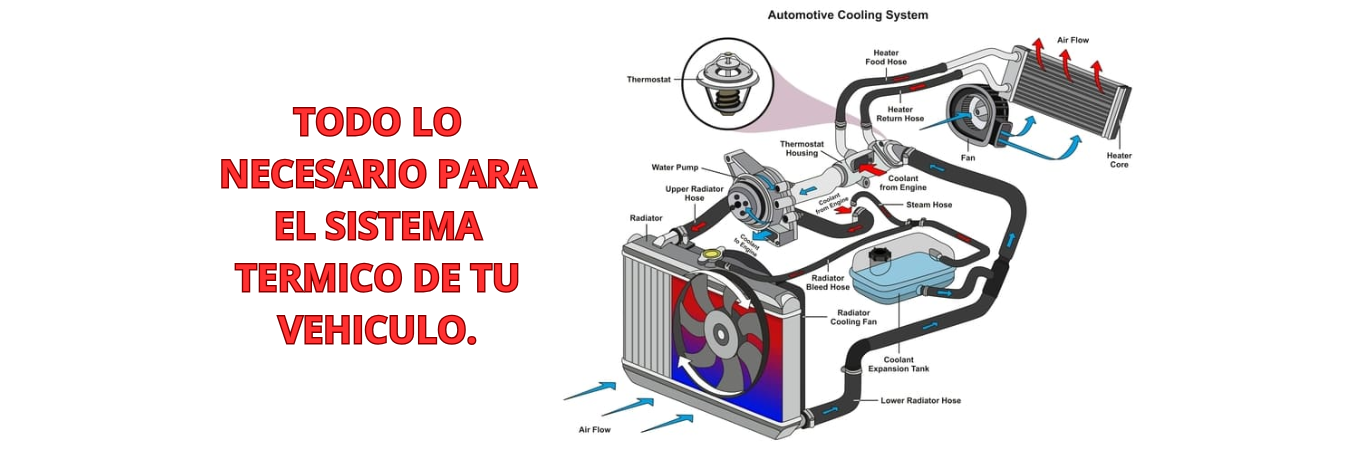 TODO LO
NECESARIO PARA
EL SISTEMA
TERMICO DE TU
VEHICULO.
Automotive Cooling System
Thermostat
Heater
Food Hose
Air Flow
Heater
Return Hose
Fan
Heater
Core
Thermostat
Housing
Water Pump
Coolant
from Engine
Upper Radiator
Hose
Coolant
from Engine
Steam Hose
Radiator
Coolant
to Engine
Radiator
Bleed Hose
Radiator
Cooling Fan
Coolant
Expansion Tank
Lower Radiator Hose
Air Flow